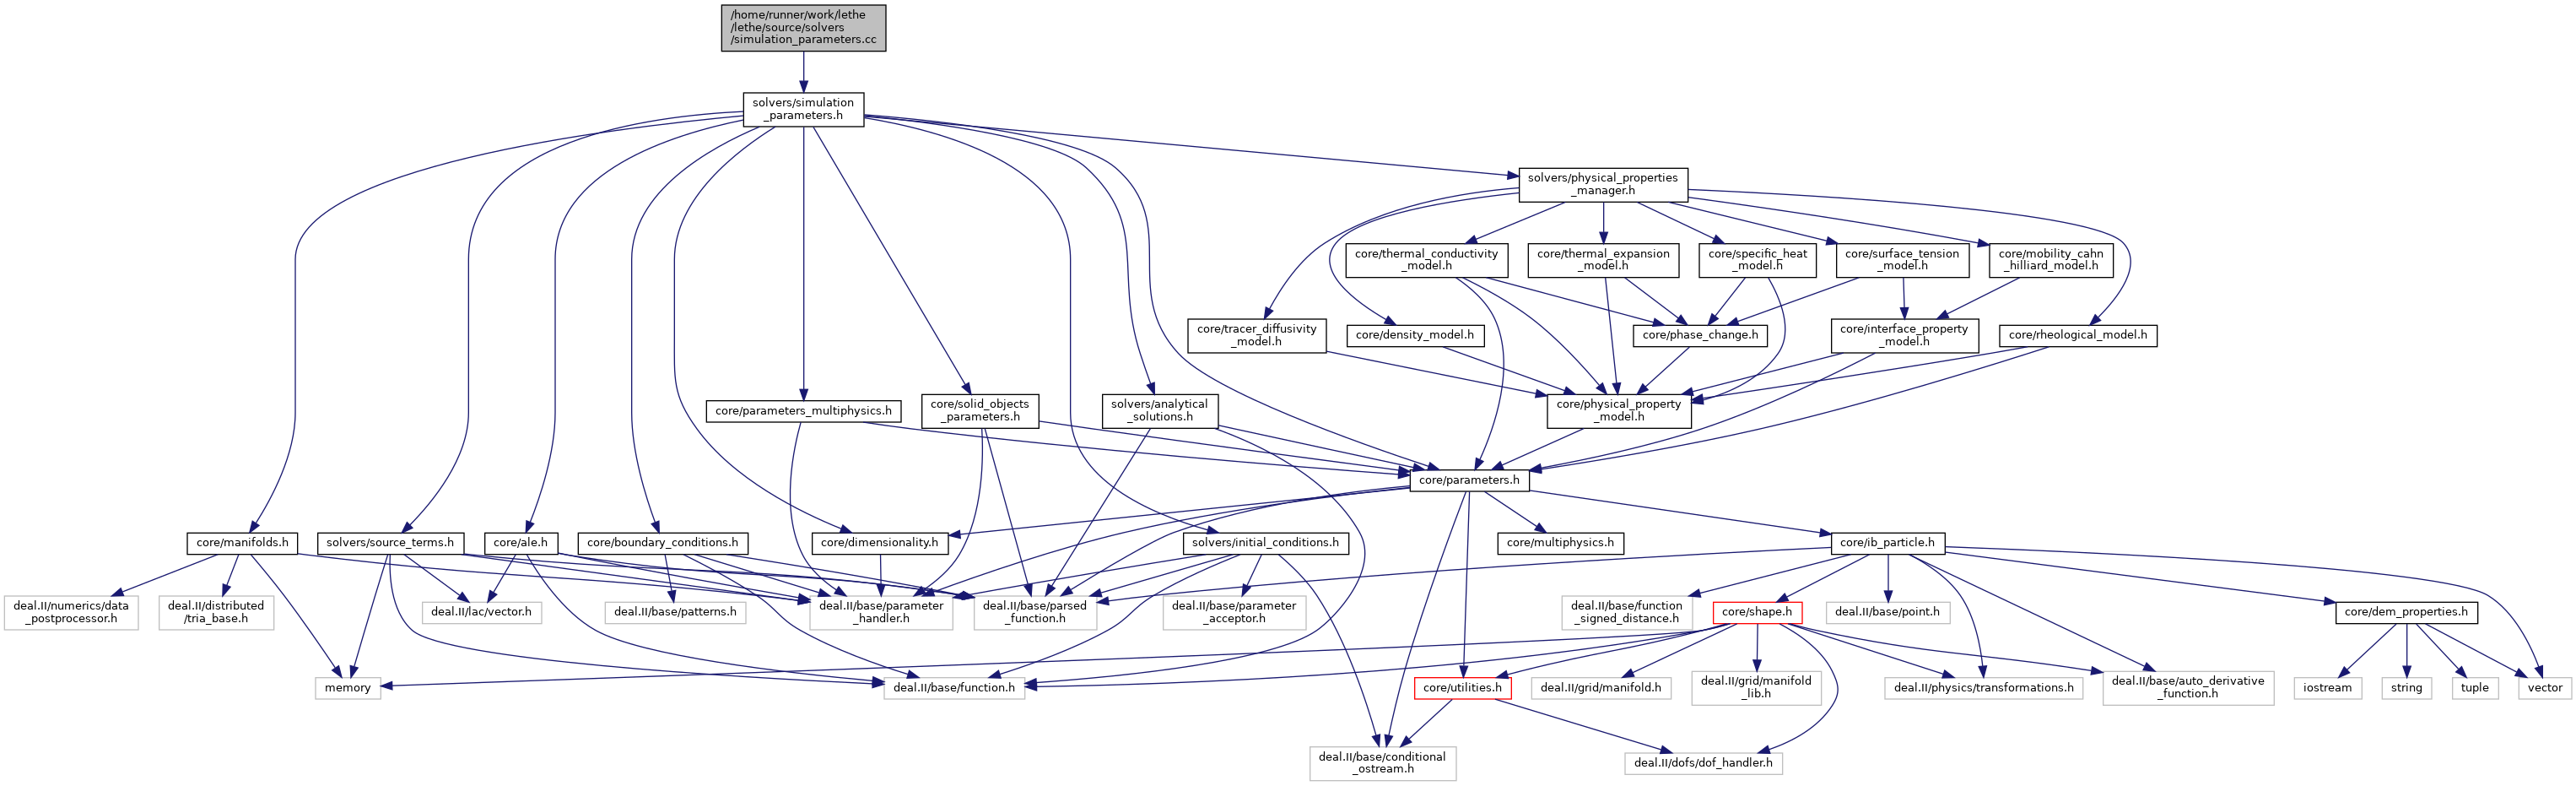 /home/runner/work/lethe
/lethe/source/solvers
/simulation_parameters.cc
solvers/simulation
_parameters.h
solvers/physical_properties
_manager.h
core/thermal_conductivity
_model.h
core/thermal_expansion
_model.h
core/specific_heat
_model.h
core/surface_tension
_model.h
core/mobility_cahn
_hilliard_model.h
core/tracer_diffusivity
_model.h
core/density_model.h
core/phase_change.h
core/interface_property
_model.h
core/rheological_model.h
core/parameters_multiphysics.h
core/solid_objects
_parameters.h
solvers/analytical
_solutions.h
core/physical_property
_model.h
core/parameters.h
core/manifolds.h
solvers/source_terms.h
core/ale.h
core/boundary_conditions.h
core/dimensionality.h
solvers/initial_conditions.h
core/multiphysics.h
core/ib_particle.h
deal.II/numerics/data
_postprocessor.h
deal.II/distributed
/tria_base.h
deal.II/lac/vector.h
deal.II/base/patterns.h
deal.II/base/parameter
_handler.h
deal.II/base/parsed
_function.h
deal.II/base/parameter
_acceptor.h
deal.II/base/function
_signed_distance.h
core/shape.h
deal.II/base/point.h
core/dem_properties.h
memory
deal.II/base/function.h
core/utilities.h
deal.II/grid/manifold.h
deal.II/grid/manifold
_lib.h
deal.II/physics/transformations.h
deal.II/base/auto_derivative
_function.h
iostream
string
tuple
vector
deal.II/base/conditional
_ostream.h
deal.II/dofs/dof_handler.h